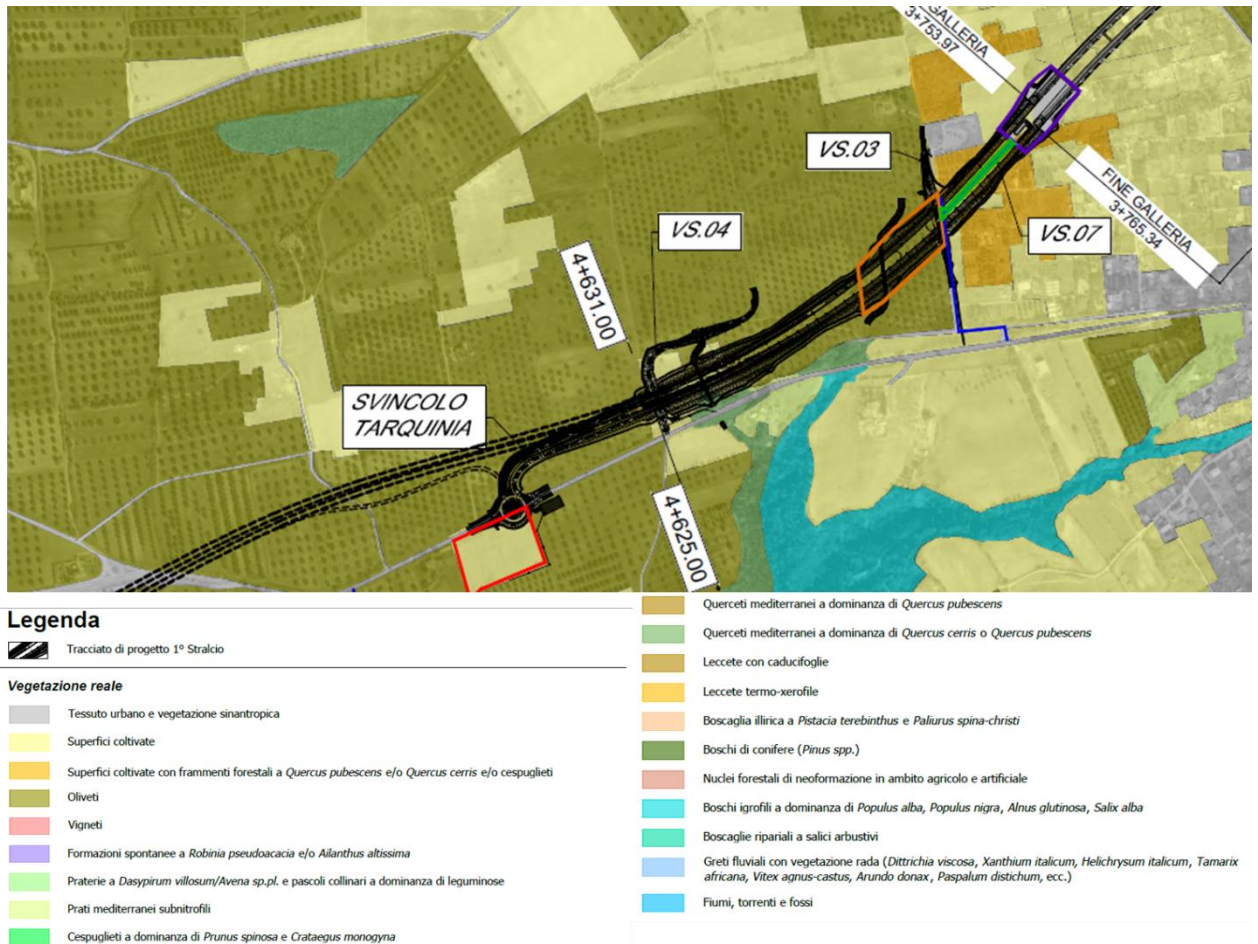 GALLERIA
3+753.97
VS.03
FINE GALLERIA
3+765.34
VS.07
VS.04
4+631.00
SVINCOLO
TARQUINIA
4+625.00
Legenda
Tracciato di progetto 1° Stralcio
Vegetazione reale
Tessuto urbano e vegetazione sinantropica
Superfici coltivate
Superfici coltivate con frammenti forestali a Quercus pubescens e/o Quercus cerris e/o cespuglieti
Oliveti
Vigneti
Formazioni spontanee a Robinia pseudoacacia e/o Ailanthus altissima
Praterie a Dasypirum villosum/Avena sp.pl. e pascoli collinari a dominanza di leguminose
Prati mediterranei subnitrofili
Cespuglieti a dominanza di Prunus spinosa e Crataegus monogyna
Querceti mediterranei a dominanza di Quercus pubescens
Querceti mediterranei a dominanza di Quercus cerris o Quercus pubescens
Leccete con caducifoglie
Leccete termo-xerofile
Boscaglia illirica a Pistacia terebinthus e Paliurus spina-christi
Boschi di conifere (Pinus spp.)
Nuclei forestali di neoformazione in ambito agricolo e artificiale
Boschi igrofili a dominanza di Populus alba, Populus nigra, Alnus glutinosa, Salix alba
Boscaglie ripariali a salici arbustivi
Greti fluviali con vegetazione rada (Dittrichia viscosa, Xanthium italicum, Helichrysum italicum, Tamarix
africana, Vitex agnus-castus, Arundo donax, Paspalum distichum, ecc.)
Fiumi, torrenti e fossi